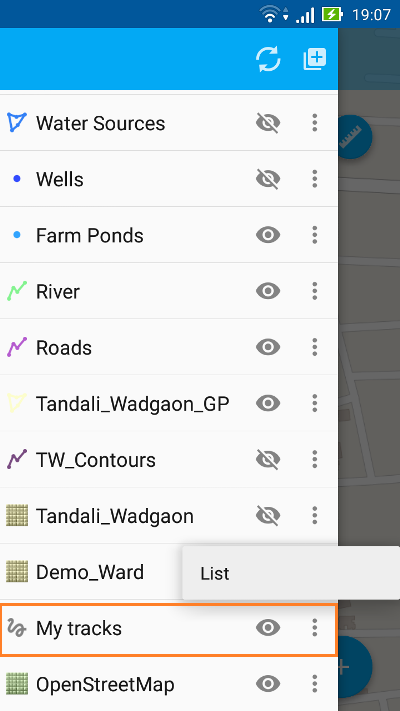 19:07
Water Sources
Wells
Farm Ponds
River
Roads
Tandali_Wadgaon_GP
TW_Contours
Tandali_Wadgaon
Demo_Ward
List
My tracks
OpenStreetMap